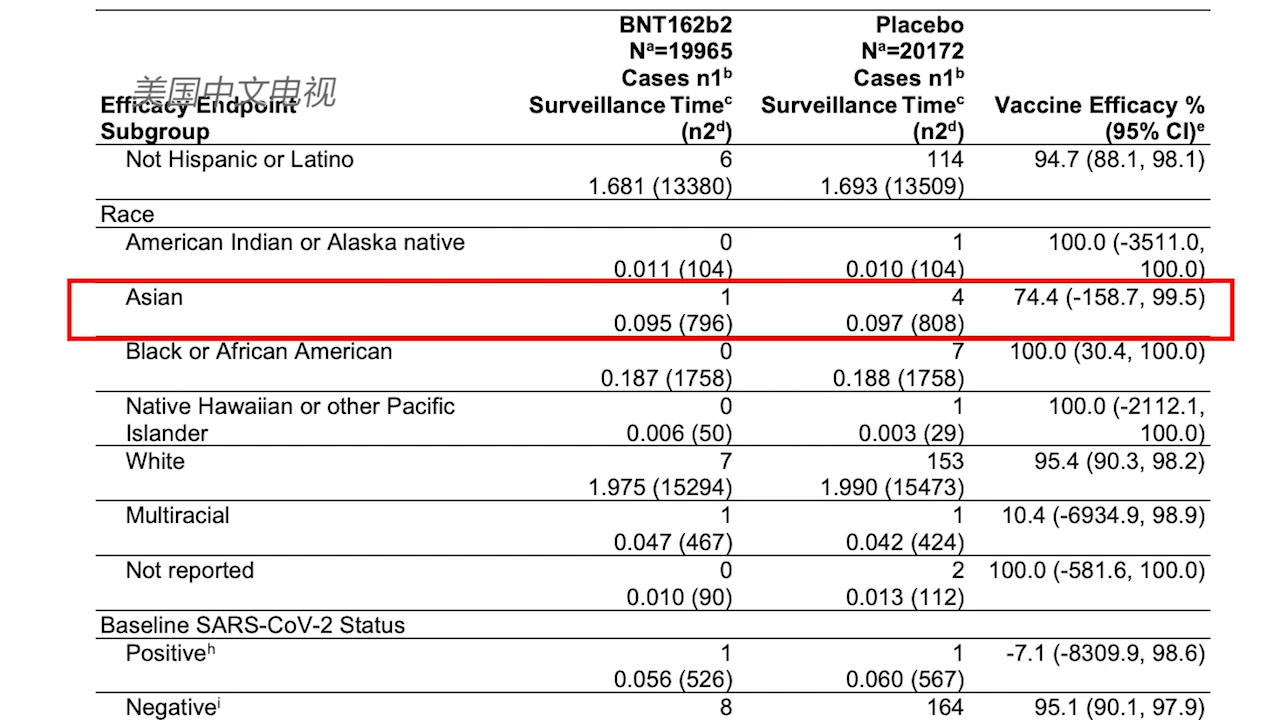 BNT162b2 Placebo
Nᵃ=19965 Nᵃ=20172
Cases n1ᵇ Cases n1ᵇ
美国中文电视
Efficacy Endpoint Surveillance Timeᶜ Surveillance Timeᶜ Vaccine Efficacy %
Subgroup (n2ᵈ) (n2ᵈ) (95% CI)ᵉ
Not Hispanic or Latino 6 114 94.7 (88.1, 98.1)
1.681 (13380) 1.693 (13509)
Race
American Indian or Alaska native 0 1 100.0 (-3511.0,
0.011 (104) 0.010 (104) 100.0)
Asian 1 4 74.4 (-158.7, 99.5)
0.095 (796) 0.097 (808)
Black or African American 0 7 100.0 (30.4, 100.0)
0.187 (1758) 0.188 (1758)
Native Hawaiian or other Pacific 0 1 100.0 (-2112.1,
Islander 0.006 (50) 0.003 (29) 100.0)
White 7 153 95.4 (90.3, 98.2)
1.975 (15294) 1.990 (15473)
Multiracial 1 1 10.4 (-6934.9, 98.9)
0.047 (467) 0.042 (424)
Not reported 0 2 100.0 (-581.6, 100.0)
0.010 (90) 0.013 (112)
Baseline SARS-CoV-2 Status
Positiveʰ 1 1 -7.1 (-8309.9, 98.6)
0.056 (526) 0.060 (567)
Negativeⁱ 8 164 95.1 (90.1, 97.9)